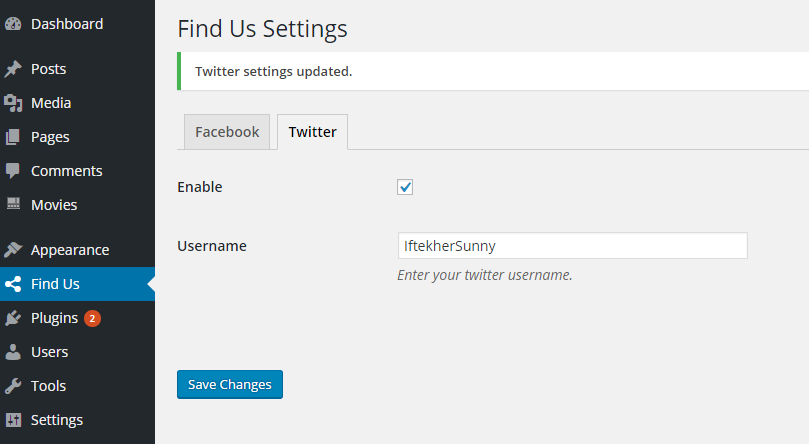 Dashboard
Posts
Media
Pages
Comments
Movies
Appearance
Find Us
Plugins 2
Users
Tools
Settings
Find Us Settings
Twitter settings updated.
Facebook Twitter
Enable
Username IftekherSunny
Enter your twitter username.
Save Changes